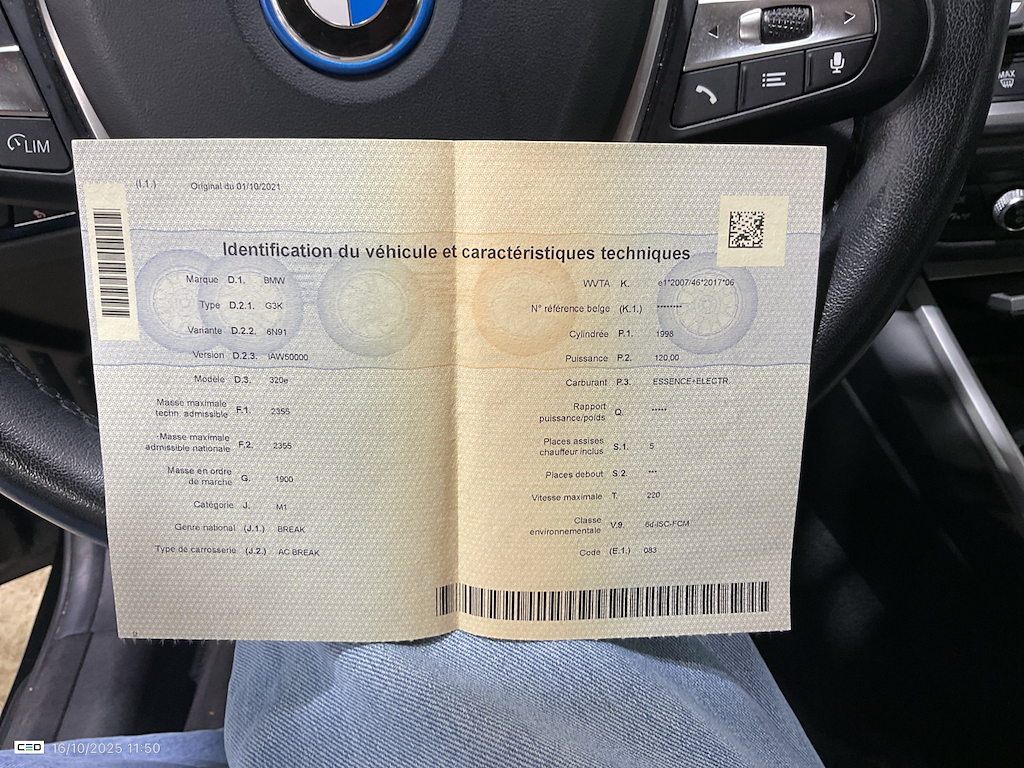 LIM
MAX
(I.1.) Original du 01/10/2021
Identification du véhicule et caractéristiques techniques
Marque D.1. BMW
Type D.2.1. G3K
Variante D.2.2. 6N91
Version D.2.3. IAW50000
Modèle D.3. 320e
Masse maximale
techn. admissible F.1. 2355
Masse maximale
admissible nationale F.2. 2355
Masse en ordre
de marche G. 1900
Catégorie J. M1
Genre national (J.1.) BREAK
Type de carrosserie (J.2.) AC BREAK
WVTA K. e1*2007/46*2017*06
N° référence belge (K.1.) ********
Cylindrée P.1. 1998
Puissance P.2. 120,00
Carburant P.3. ESSENCE+ELECTR.
Rapport
puissance/poids Q. *****
Places assises
chauffeur inclus S.1. 5
Places debout S.2. ***
Vitesse maximale T. 220
Classe
environnementale V.9. 6d-ISC-FCM
Code (E.1.) 083
CEO 16/10/2025 11:50